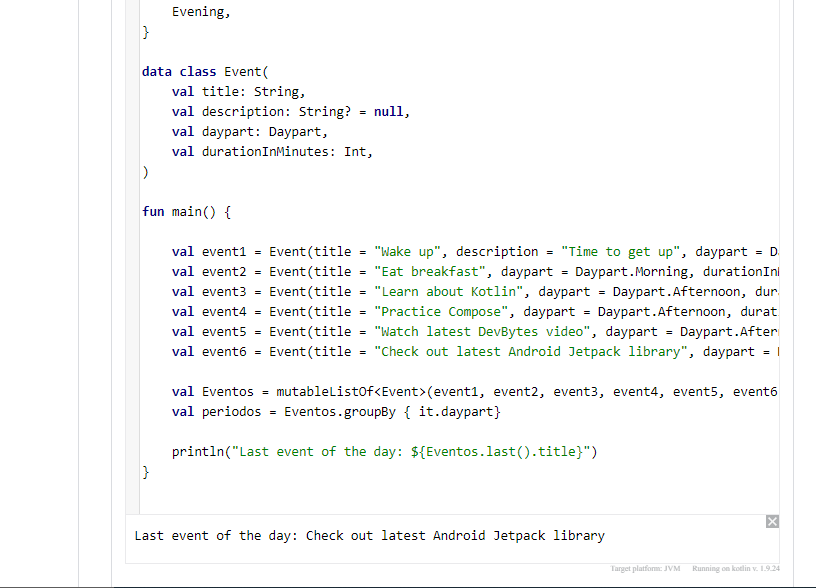 Evening,
}
data class Event(
val title: String,
val description: String? = null,
val daypart: Daypart,
val durationInMinutes: Int,
)
fun main() {
val event1 = Event(title = "Wake up", description = "Time to get up", daypart = D
val event2 = Event(title = "Eat breakfast", daypart = Daypart.Morning, durationIn
val event3 = Event(title = "Learn about Kotlin", daypart = Daypart.Afternoon, dur
val event4 = Event(title = "Practice Compose", daypart = Daypart.Afternoon, durat
val event5 = Event(title = "Watch latest DevBytes video", daypart = Daypart.After
val event6 = Event(title = "Check out latest Android Jetpack library", daypart =
val Eventos = mutableListOf<Event>(event1, event2, event3, event4, event5, event6
val periodos = Eventos.groupBy { it.daypart}
println("Last event of the day: ${Eventos.last().title}")
}
Last event of the day: Check out latest Android Jetpack library
Target platform: JVM Running on kotlin v. 1.9.24